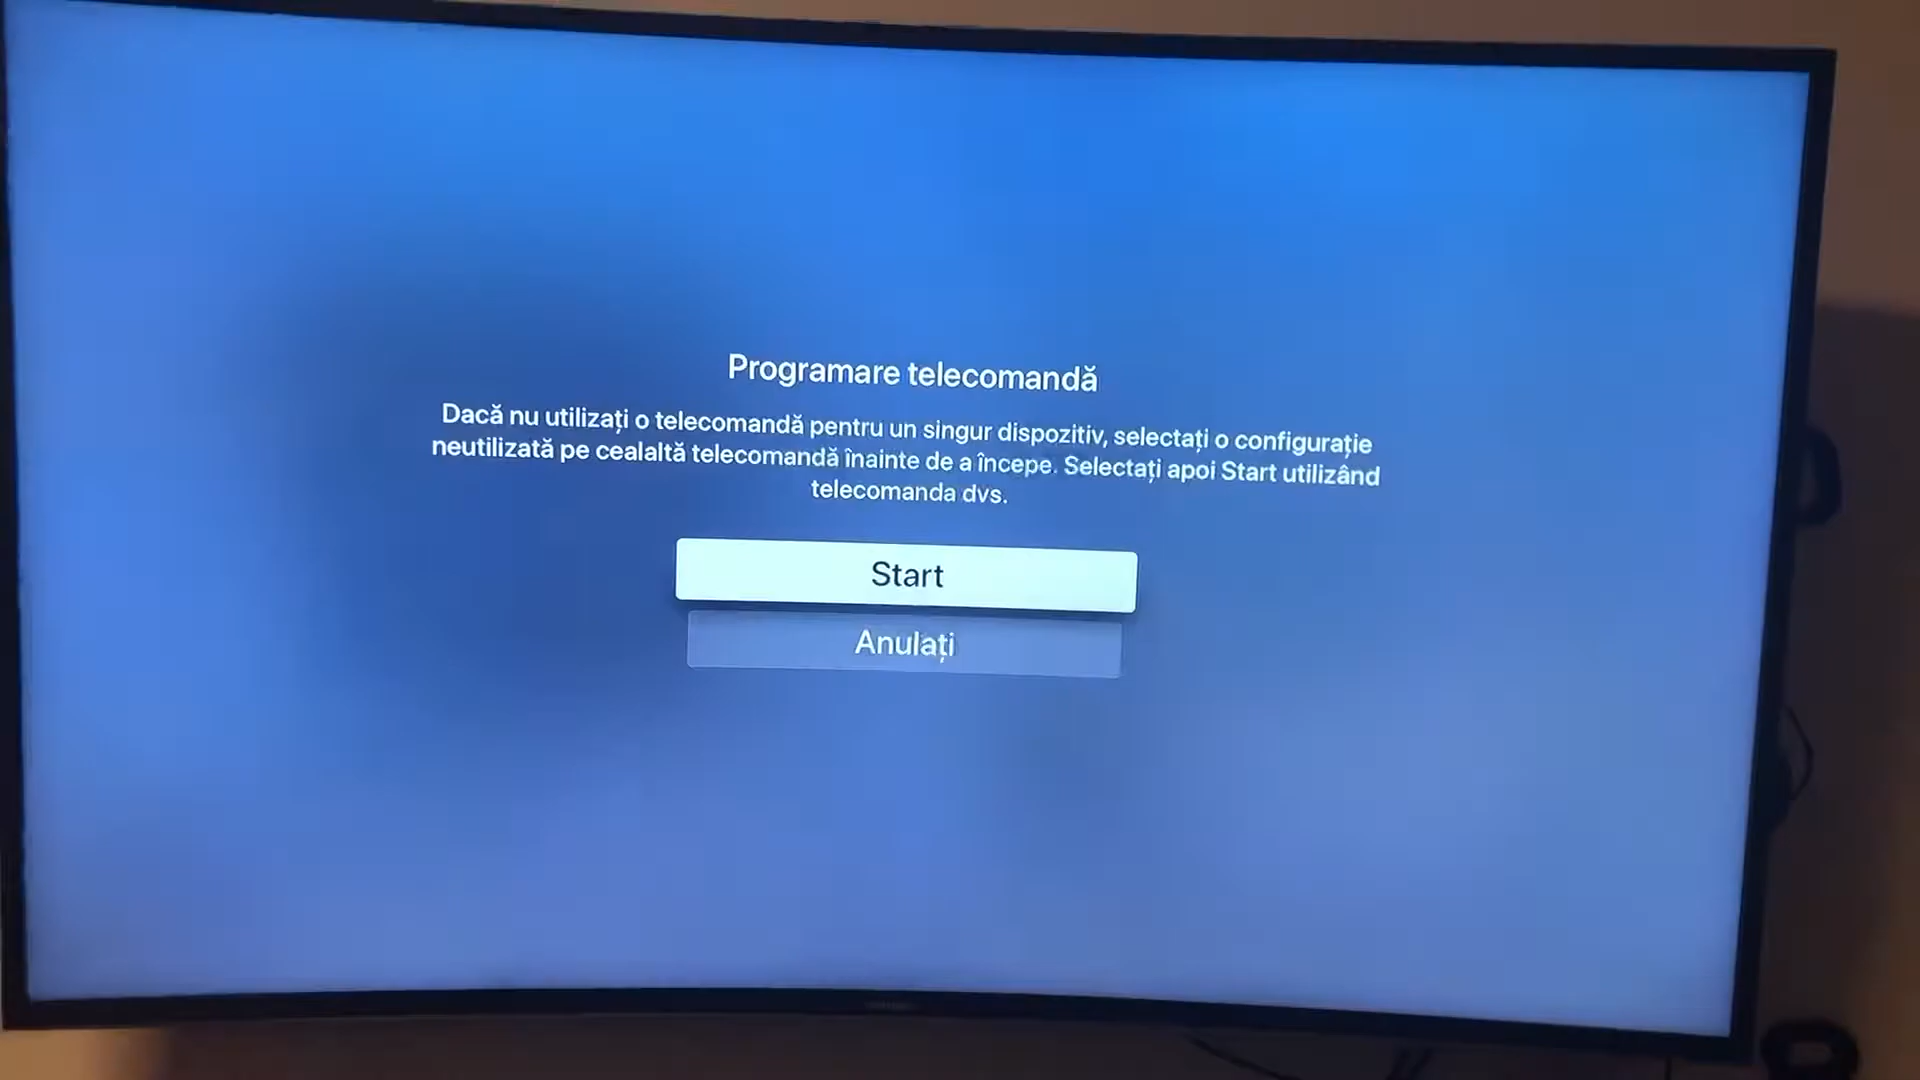 Programare telecomandă
Dacă nu utilizați o telecomandă pentru un singur dispozitiv, selectați o configurație
neutilizată pe cealaltă telecomandă înainte de a începe. Selectați apoi Start utilizând
telecomanda dvs.
Start
Anulați